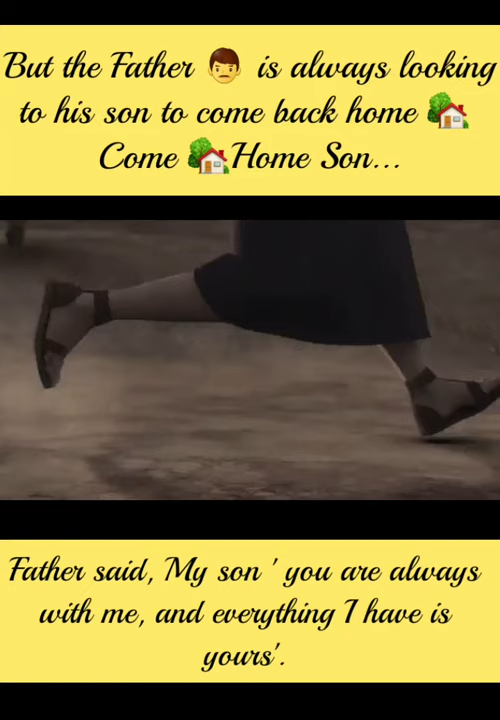 But the Father 👨 is always looking
to his son to come back home 🏡
Come 🏡Home Son...
Father said, 'My son ' you are always
with me, and everything I have is
yours'.